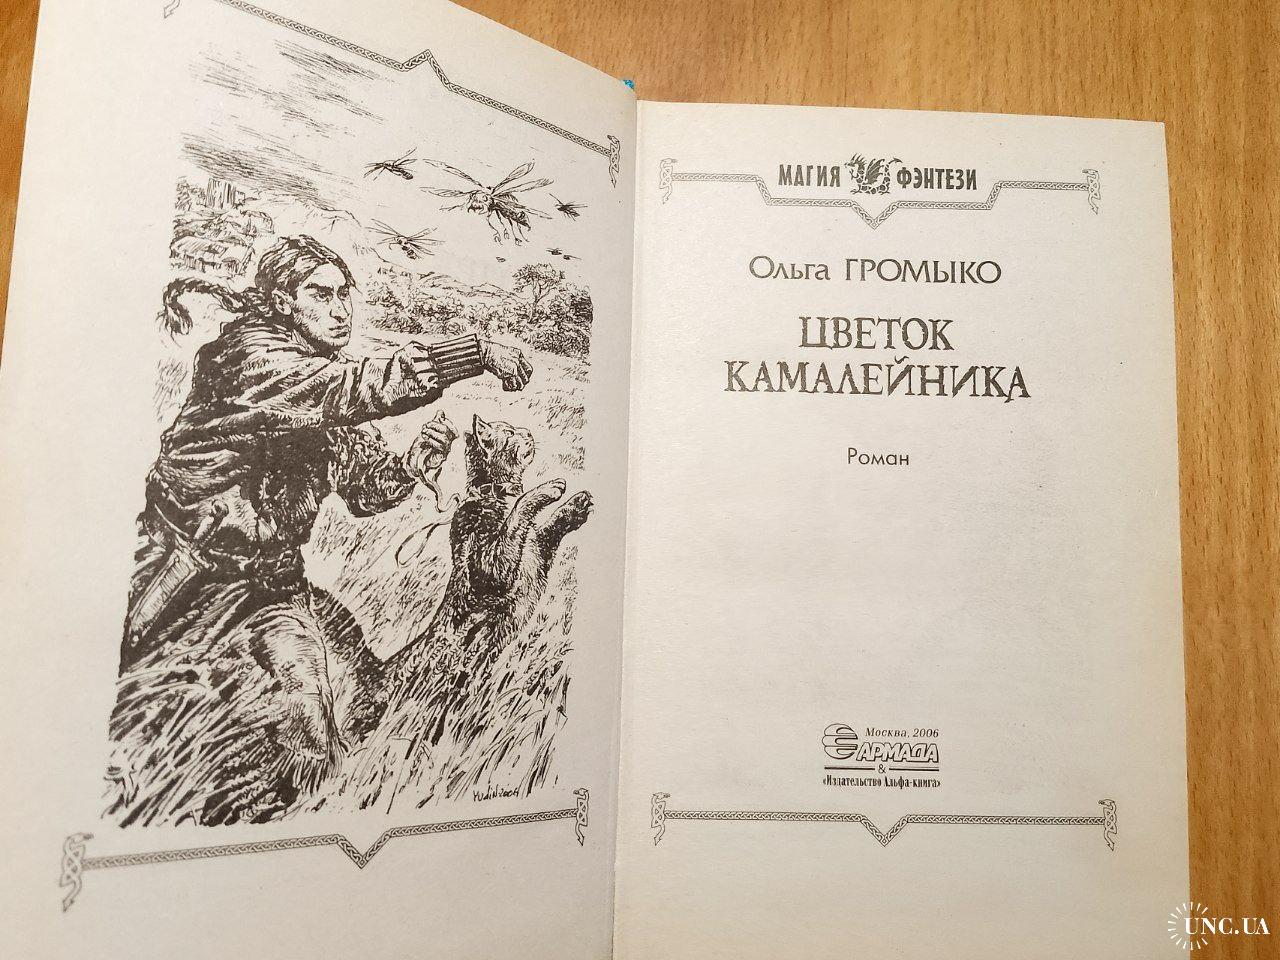 МАГИЯ ФЭНТЕЗИ
Ольга ГРОМЫКО
ЦВЕТОК
КАМАЛЕЙНИКА
Роман
Москва, 2006
АРМАДА
&
«Издательство Альфа-книга»
UNC.UA